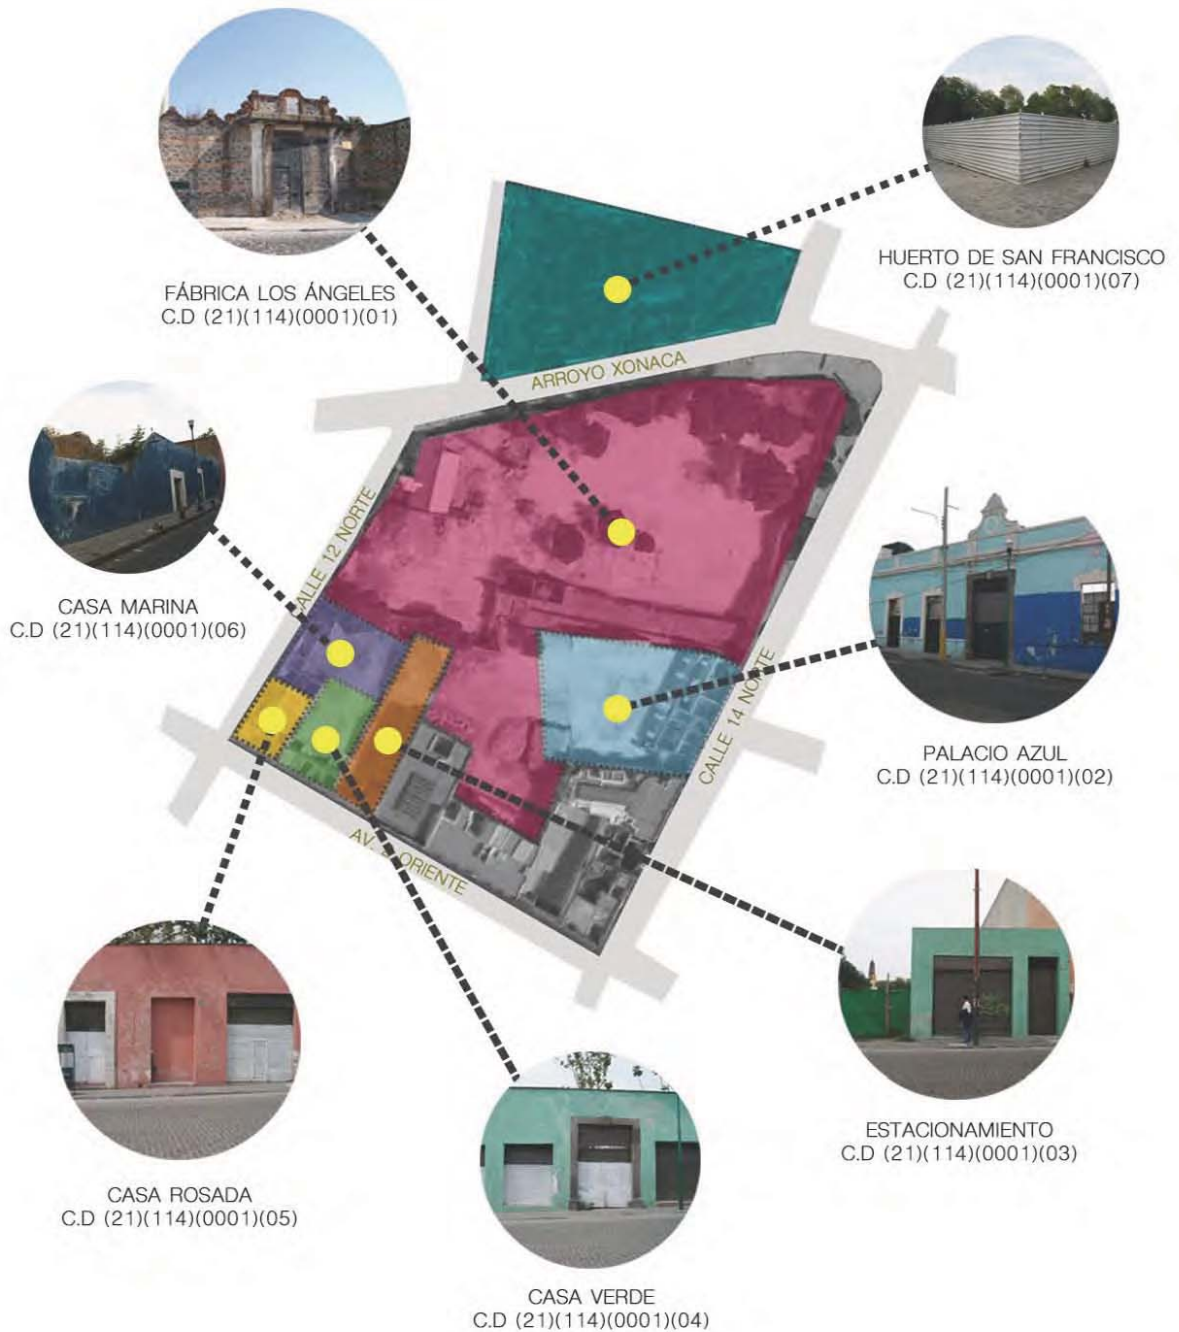 HUERTO DE SAN FRANCISCO
C.D (21)(114)(0001)(07)
FÁBRICA LOS ÁNGELES
C.D (21)(114)(0001)(01)
ARROYO XONACA
CALLE 12 NORTE
CASA MARINA
C.D (21)(114)(0001)(06)
CALLE 14 NORTE
PALACIO AZUL
C.D (21)(114)(0001)(02)
AV. ORIENTE
ESTACIONAMIENTO
C.D (21)(114)(0001)(03)
CASA ROSADA
C.D (21)(114)(0001)(05)
CASA VERDE
C.D (21)(114)(0001)(04)